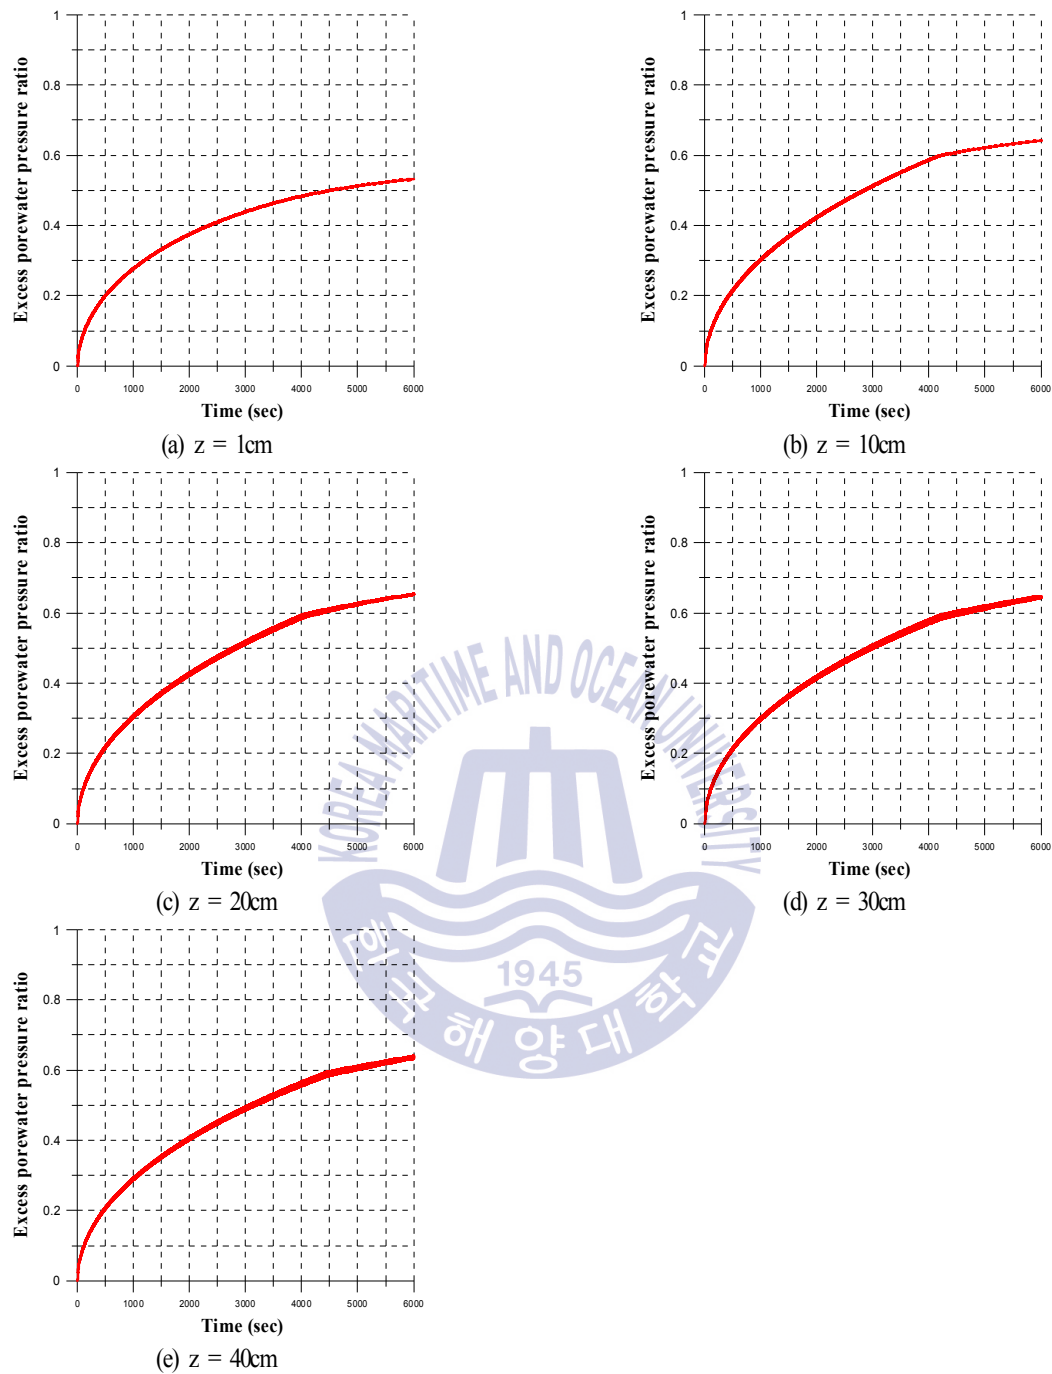 1
0.8
0.6
0.4
0.2
0
Excess porewater pressure ratio
0 1000 2000 3000 4000 5000 6000
Time (sec)
(a) z = 1cm
1
0.8
0.6
0.4
0.2
0
Excess porewater pressure ratio
0 1000 2000 3000 4000 5000 6000
Time (sec)
(b) z = 10cm
1
0.8
0.6
0.4
0.2
0
Excess porewater pressure ratio
0 1000 2000 3000 4000 5000 6000
Time (sec)
(c) z = 20cm
1
0.8
0.6
0.4
0.2
0
Excess porewater pressure ratio
0 1000 2000 3000 4000 5000 6000
Time (sec)
(d) z = 30cm
KOREA MARITIME AND OCEAN UNIVERSITY
1945
한국해양대학교
1
0.8
0.6
0.4
0.2
0
Excess porewater pressure ratio
0 1000 2000 3000 4000 5000 6000
Time (sec)
(e) z = 40cm